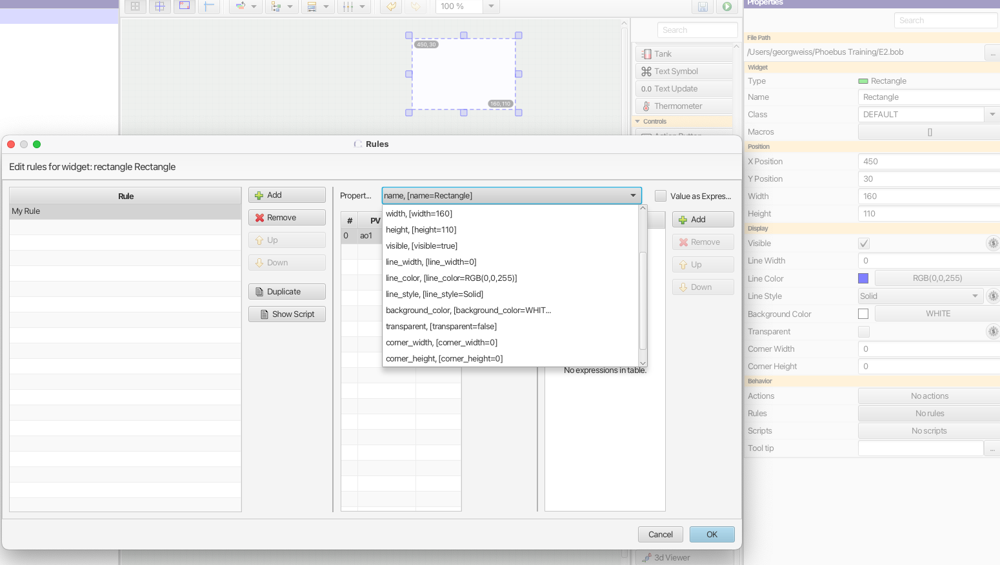 100 %
Properties
Search
Search
File Path
/Users/georgweiss/Phoebus Training/E2.bob
...
Widget
Type
Rectangle
Name
Rectangle
Class
DEFAULT
Macros
[]
Position
X Position
450
Y Position
30
Width
160
Height
110
Display
Visible
Line Width
0
Line Color
RGB(0,0,255)
Line Style
Solid
Background Color
WHITE
Transparent
Corner Width
0
Corner Height
0
Behavior
Actions
No actions
Rules
No rules
Scripts
No scripts
Tool tip
...
450, 30
160, 110
Tank
Text Symbol
0.0 Text Update
Thermometer
Controls
Action Button
3d Viewer
Rules
Edit rules for widget: rectangle Rectangle
Rule
My Rule
Add
Remove
Up
Down
Duplicate
Show Script
Propert...
name, [name=Rectangle]
Value as Expres...
#
PV
0
ao1
width, [width=160]
height, [height=110]
visible, [visible=true]
line_width, [line_width=0]
line_color, [line_color=RGB(0,0,255)]
line_style, [line_style=Solid]
background_color, [background_color=WHIT...
transparent, [transparent=false]
corner_width, [corner_width=0]
corner_height, [corner_height=0]
No expressions in table.
Add
Remove
Up
Down
Cancel
OK